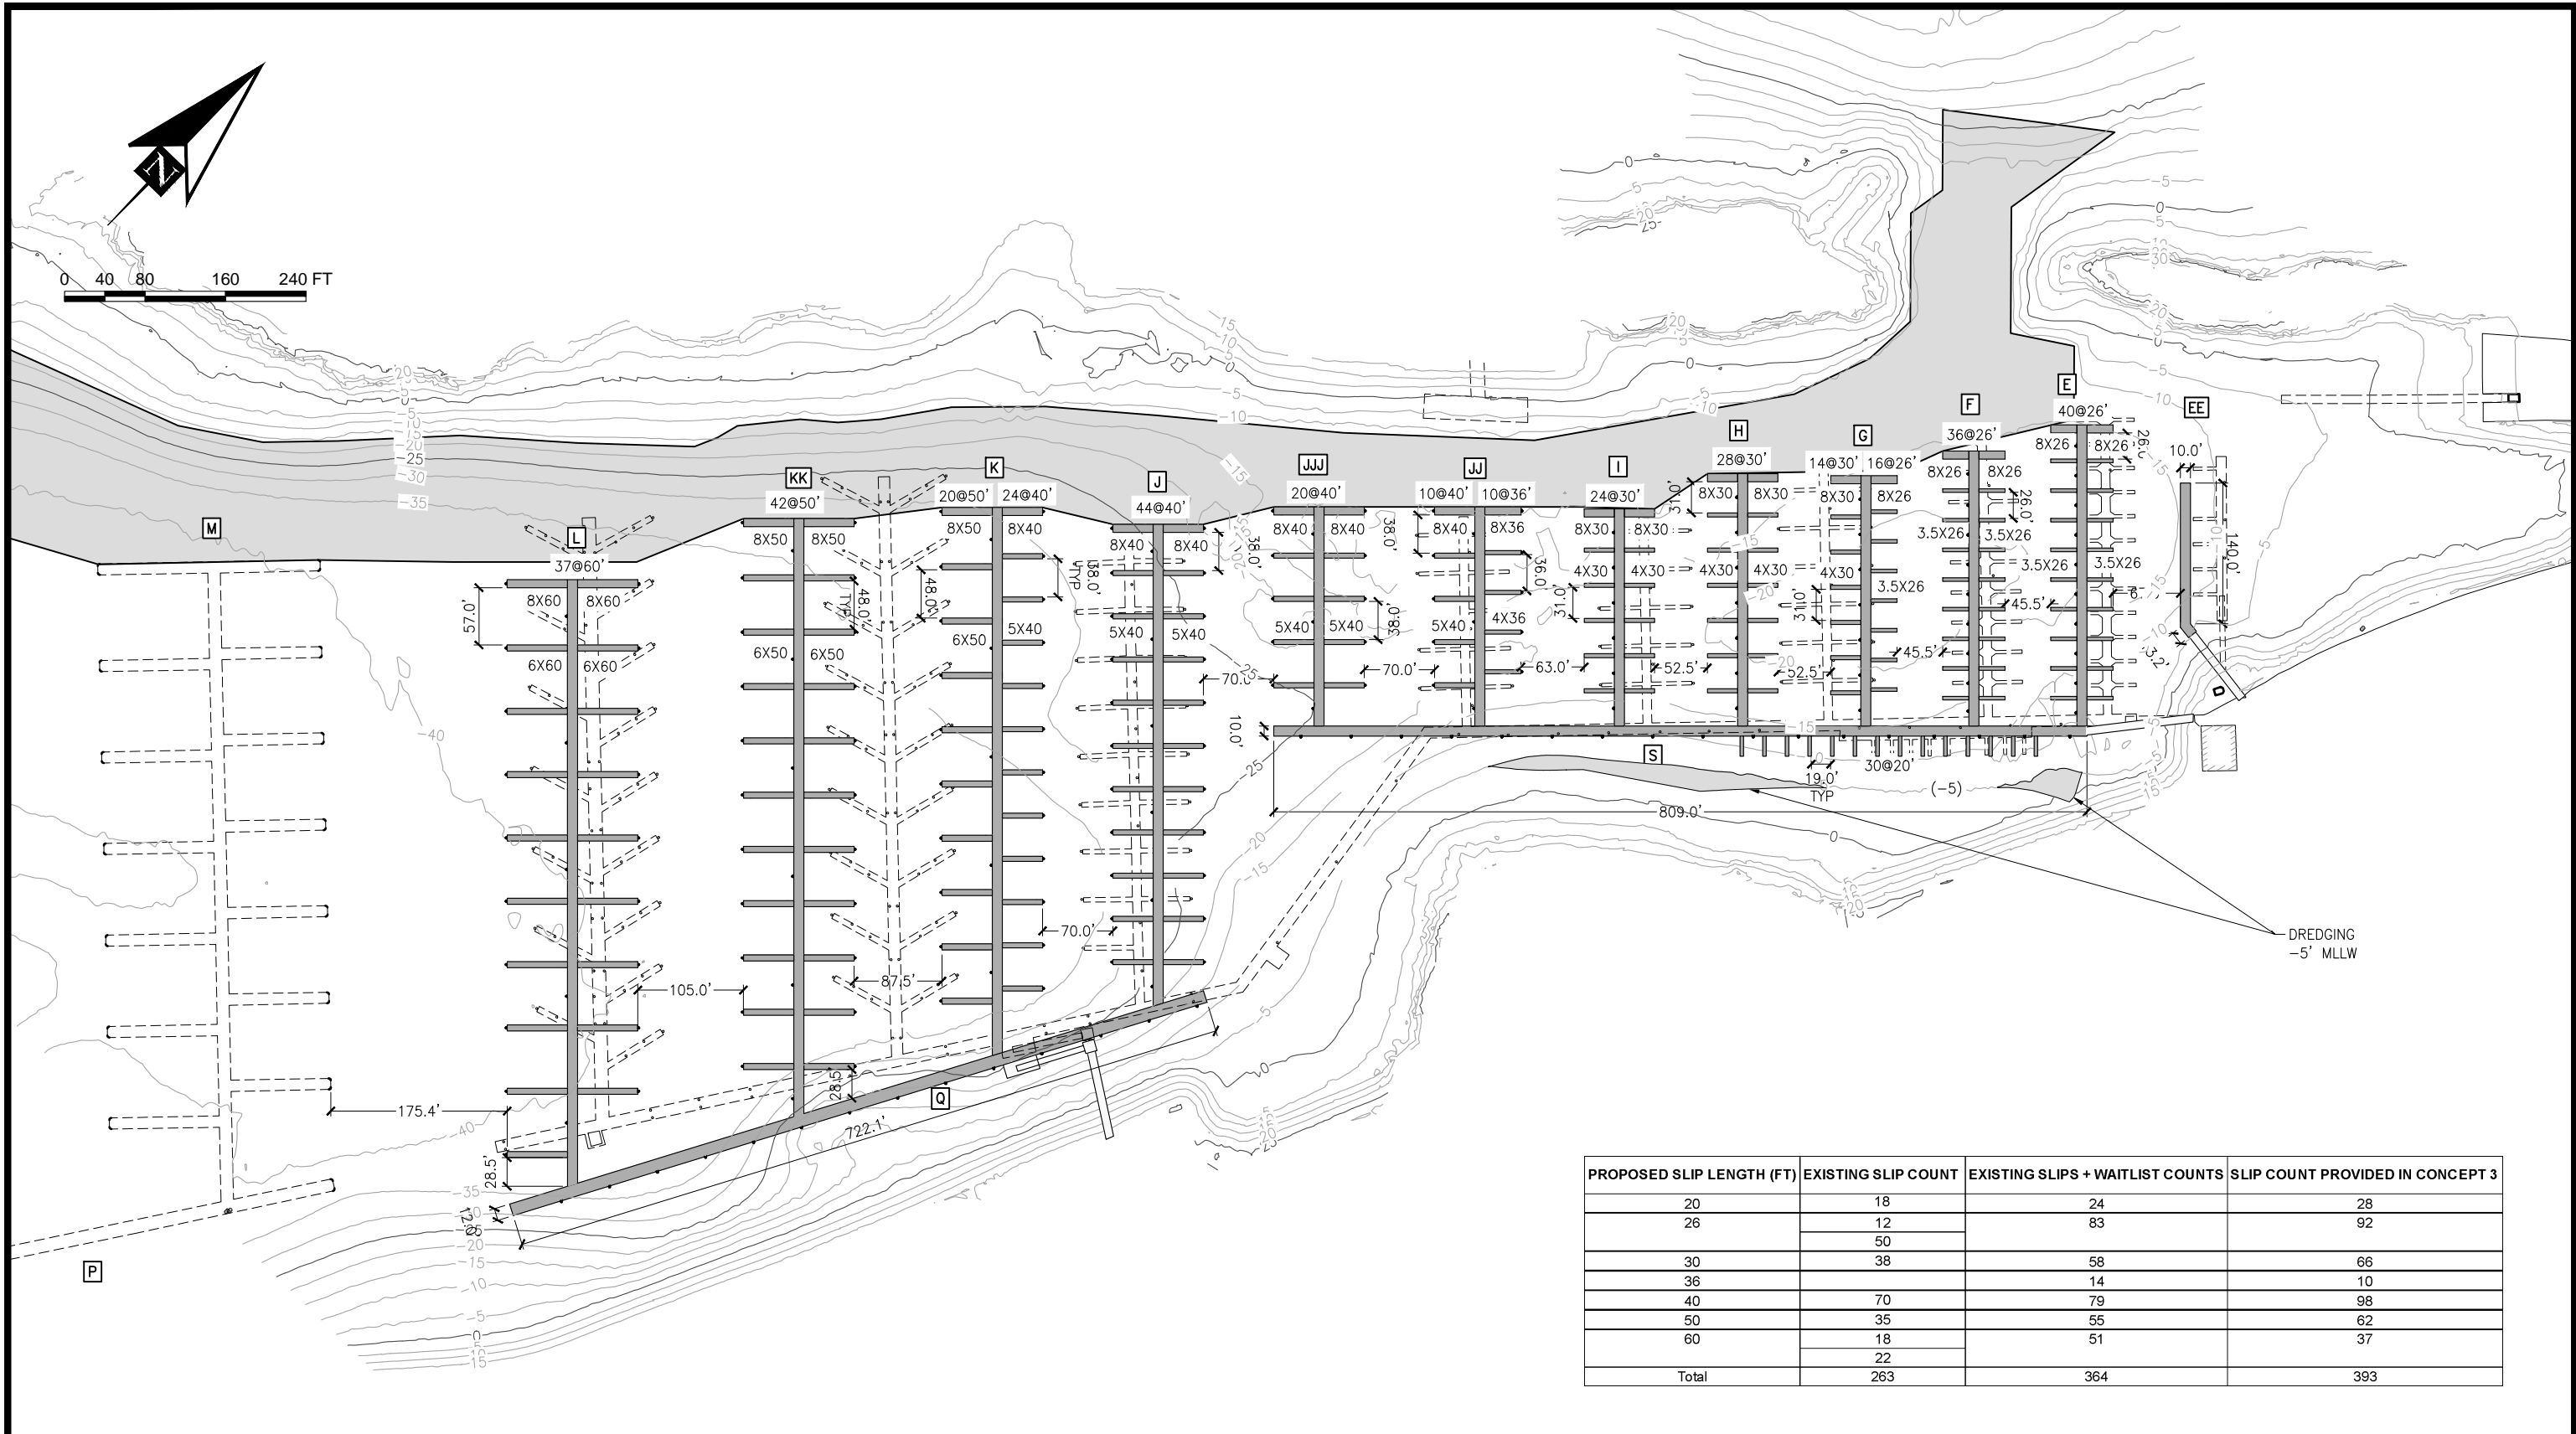 N
0 40 80 160 240 FT
M
L
37@60'
8X60 8X60
6X60 6X60
57.0'
KK
42@50'
8X50 8X50
6X50 6X50
48.0'
TYP
K
20@50' 24@40'
8X50 8X40
6X50 5X40
48.0'
38.0'
TYP
J
44@40'
8X40 8X40
5X40 5X40
38.0'
JJJ
20@40'
8X40 8X40
5X40 5X40
38.0'
38.0'
JJ
10@40' 10@36'
8X40 8X36
5X40 4X36
36.0'
I
24@30'
8X30 8X30
4X30 4X30
31.0'
H
28@30'
8X30 8X30
4X30 4X30
31.0'
G
14@30' 16@26'
8X30 8X26
4X30 3.5X26
31.0'
F
36@26'
8X26 8X26
3.5X26 3.5X26
26.0'
E
40@26'
8X26 8X26
3.5X26 3.5X26
EE
10.0'
140.0'
175.4'
105.0'
87.5'
70.0'
70.0'
63.0'
52.5'
52.5'
45.5'
45.5'
10.0'
28.5'
28.5'
12.0'
722.1'
Q
P
S
30@20'
19.0'
TYP
(-5)
809.0'
DREDGING
-5' MLLW
PROPOSED SLIP LENGTH (FT) EXISTING SLIP COUNT EXISTING SLIPS + WAITLIST COUNTS SLIP COUNT PROVIDED IN CONCEPT 3
20 18 24 28
26 12 83 92
50
30 38 58 66
36 14 10
40 70 79 98
50 35 55 62
60 18 51 37
22
Total 263 364 393